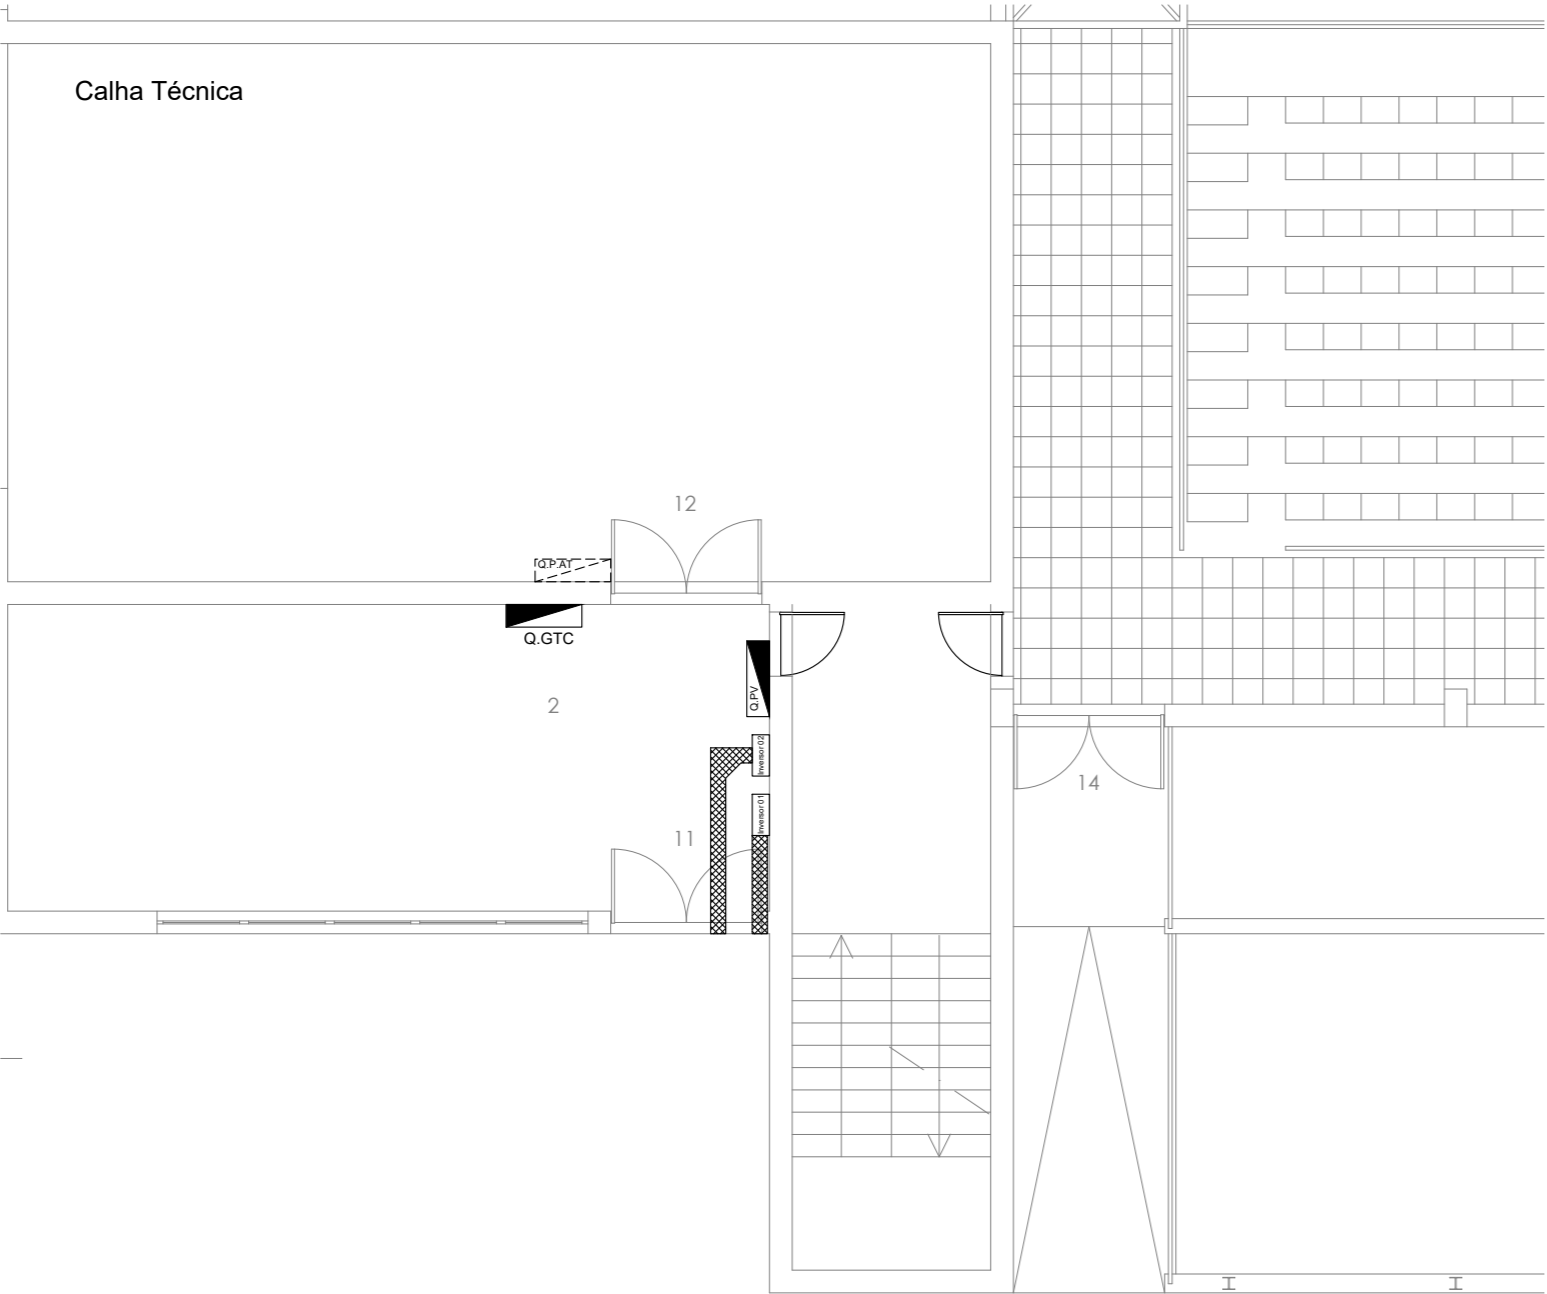 Calha Técnica
12
Q.P.AT
Q.GTC
2
Q.PV
Inversor 02
14
Inversor 01
11